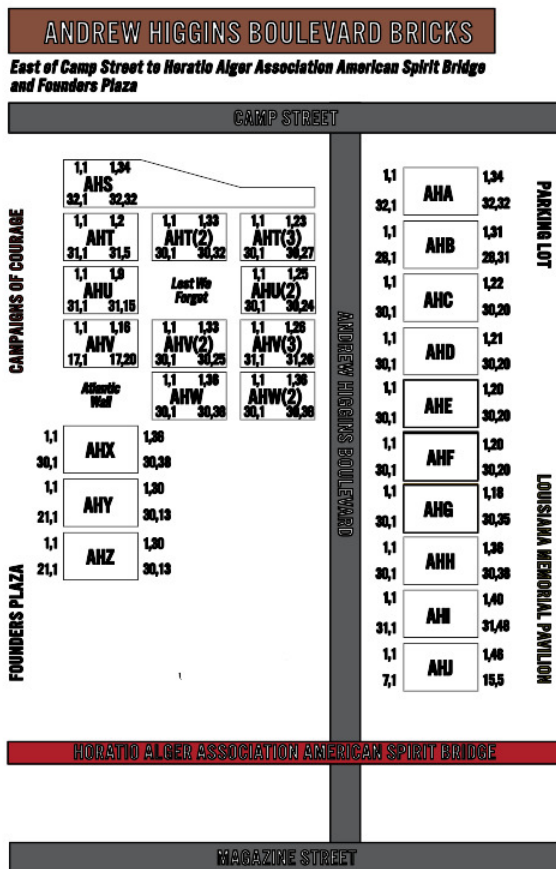 ANDREW HIGGINS BOULEVARD BRICKS
East of Camp Street to Horatio Alger Association American Spirit Bridge
and Founders Plaza
CAMP STREET
1,1 1,34
AHS
32,1 32,32
1,1 1,2
AHT
31,1 31,5
1,1 1,33
AHT(2)
30,1 30,32
1,1 1,23
AHT(3)
30,1 30,27
1,1 1,9
AHU
31,1 31,15
Lest We
Forget
1,1 1,25
AHU(2)
30,1 30,24
1,1 1,16
AHV
17,1 17,20
1,1 1,33
AHV(2)
30,1 30,25
1,1 1,26
AHV(3)
31,1 31,26
Atlantic
Wall
1,1 1,36
AHW
30,1 30,36
1,1 1,36
AHW(2)
30,1 30,36
1,1 1,36
AHX
30,1 30,38
1,1 1,30
AHY
21,1 30,13
1,1 1,30
AHZ
21,1 30,13
CAMPAIGNS OF COURAGE
FOUNDERS PLAZA
ANDREW HIGGINS BOULEVARD
1,1 1,34
AHA
32,1 32,32
1,1 1,31
AHB
28,1 28,31
1,1 1,22
AHC
30,1 30,20
1,1 1,21
AHD
30,1 30,20
1,1 1,20
AHE
30,1 30,20
1,1 1,20
AHF
30,1 30,20
1,1 1,18
AHG
30,1 30,35
1,1 1,36
AHH
30,1 30,36
1,1 1,40
AHI
31,1 31,48
1,1 1,46
AHJ
7,1 15,5
PARKING LOT
LOUISIANA MEMORIAL PAVILION
HORATIO ALGER ASSOCIATION AMERICAN SPIRIT BRIDGE
MAGAZINE STREET